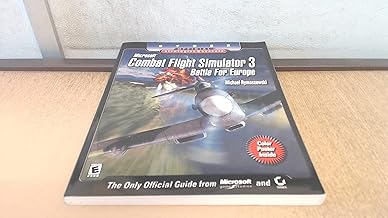 Microsoft
Combat Flight Simulator 3
Battle For Europe
Michael Rymaszewski
Color
Poster
Inside
E
The Only Official Guide from Microsoft and